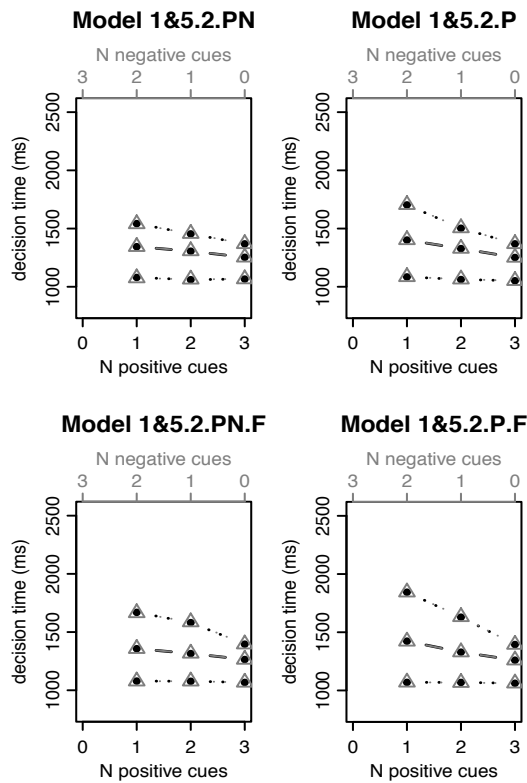 Model 1&5.2.PN
N negative cues
3 2 1 0
decision time (ms)
2500
2000
1500
1000
0 1 2 3
N positive cues
Model 1&5.2.P
N negative cues
3 2 1 0
decision time (ms)
2500
2000
1500
1000
0 1 2 3
N positive cues
Model 1&5.2.PN.F
N negative cues
3 2 1 0
decision time (ms)
2500
2000
1500
1000
0 1 2 3
N positive cues
Model 1&5.2.P.F
N negative cues
3 2 1 0
decision time (ms)
2500
2000
1500
1000
0 1 2 3
N positive cues